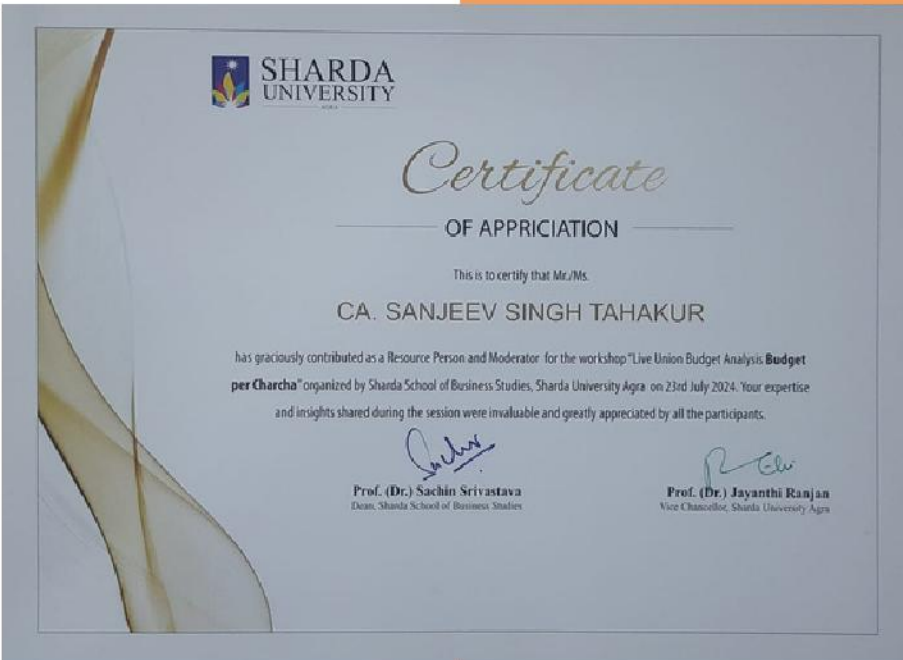 SHARDA
UNIVERSITY
Certificate
OF APPRICIATION
This is to certify that Mr./Ms.
CA. SANJEEV SINGH TAHAKUR
has graciously contributed as a Resource Person and Moderator for the workshop "Live Union Budget Analysis Budget
per Charcha" organized by Sharda School of Business Studies, Sharda University Agra on 23rd July 2024. Your expertise
and insights shared during the session were invaluable and greatly appreciated by all the participants.
Prof. (Dr.) Sachin Srivastava
Dean, Sharda School of Business Studies
Prof. (Dr.) Jayanthi Ranjan
Vice Chancellor, Sharda University Agra